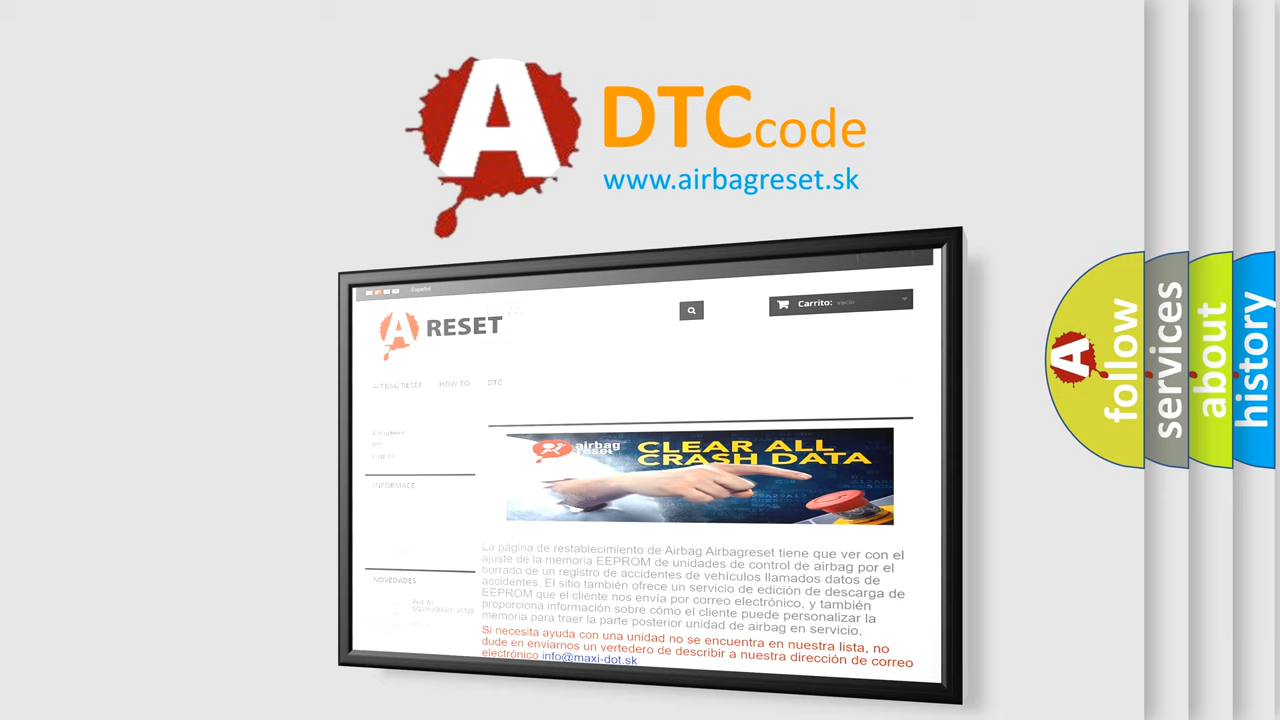 A DTCcode
www.airbagreset.sk
Español
A RESET
Carrito: vacío
AIRBAG RESET HOW TO DTC
INFORMACE
airbag
reset
CLEAR ALL
CRASH DATA
La página de restablecimiento de Airbag Airbagreset tiene que ver con el
ajuste de la memoria EEPROM de unidades de control de airbag por el
borrado de un registro de accidentes de vehículos llamados datos de
accidentes. El sitio también ofrece un servicio de edición de descarga de
EEPROM que el cliente nos envía por correo electrónico, y también
proporciona información sobre cómo el cliente puede personalizar la
memoria para traer la parte posterior unidad de airbag en servicio.
Si necesita ayuda con una unidad no se encuentra en nuestra lista, no
dude en enviarnos un vertedero de describir a nuestra dirección de correo
electrónico info@maxi-dot.sk
NOVEDADES
A follow
services
about
history